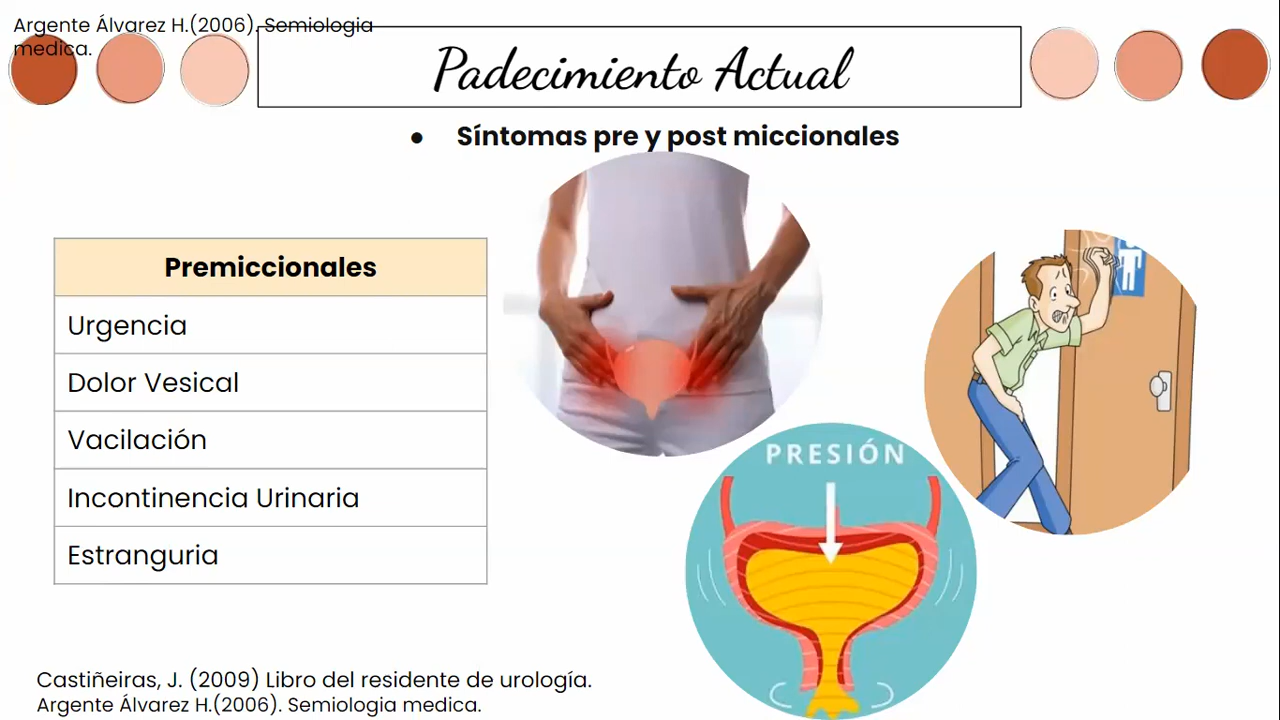 Argente Álvarez H.(2006). Semiologia
medica.
Padecimiento Actual
● Síntomas pre y post miccionales
Premiccionales
Urgencia
Dolor Vesical
Vacilación
Incontinencia Urinaria
Estranguria
PRESIÓN
Castiñeiras, J. (2009) Libro del residente de urología.
Argente Álvarez H.(2006). Semiologia medica.